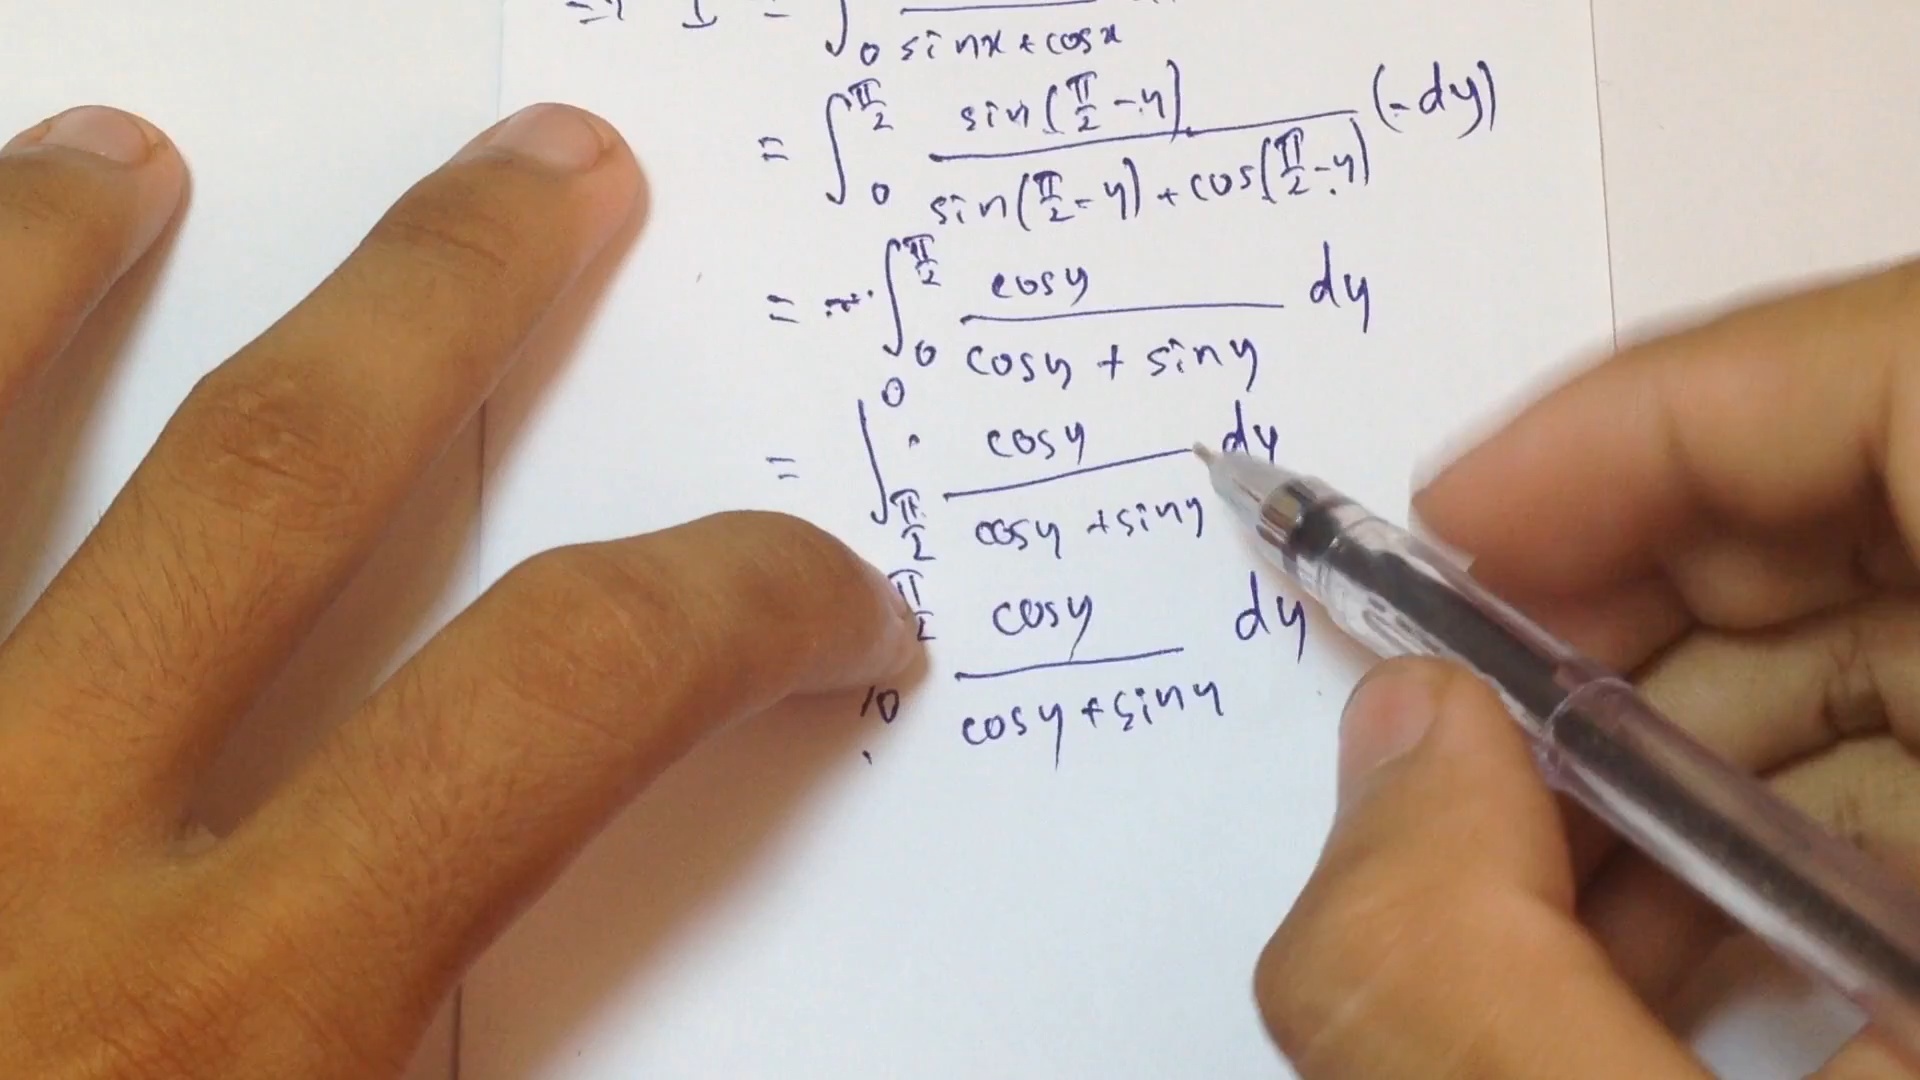 => I = ∫₀ / sinx + cosx
= ∫₀^(π/2) sin(π/2 - y) / sin(π/2 - y) + cos(π/2 - y) (-dy)
= - ∫₀^(π/2) cosy / cosy + siny dy
= ∫_(π/2)^0 cosy / cosy + siny dy
π/2 0 cosy / cosy + siny dy